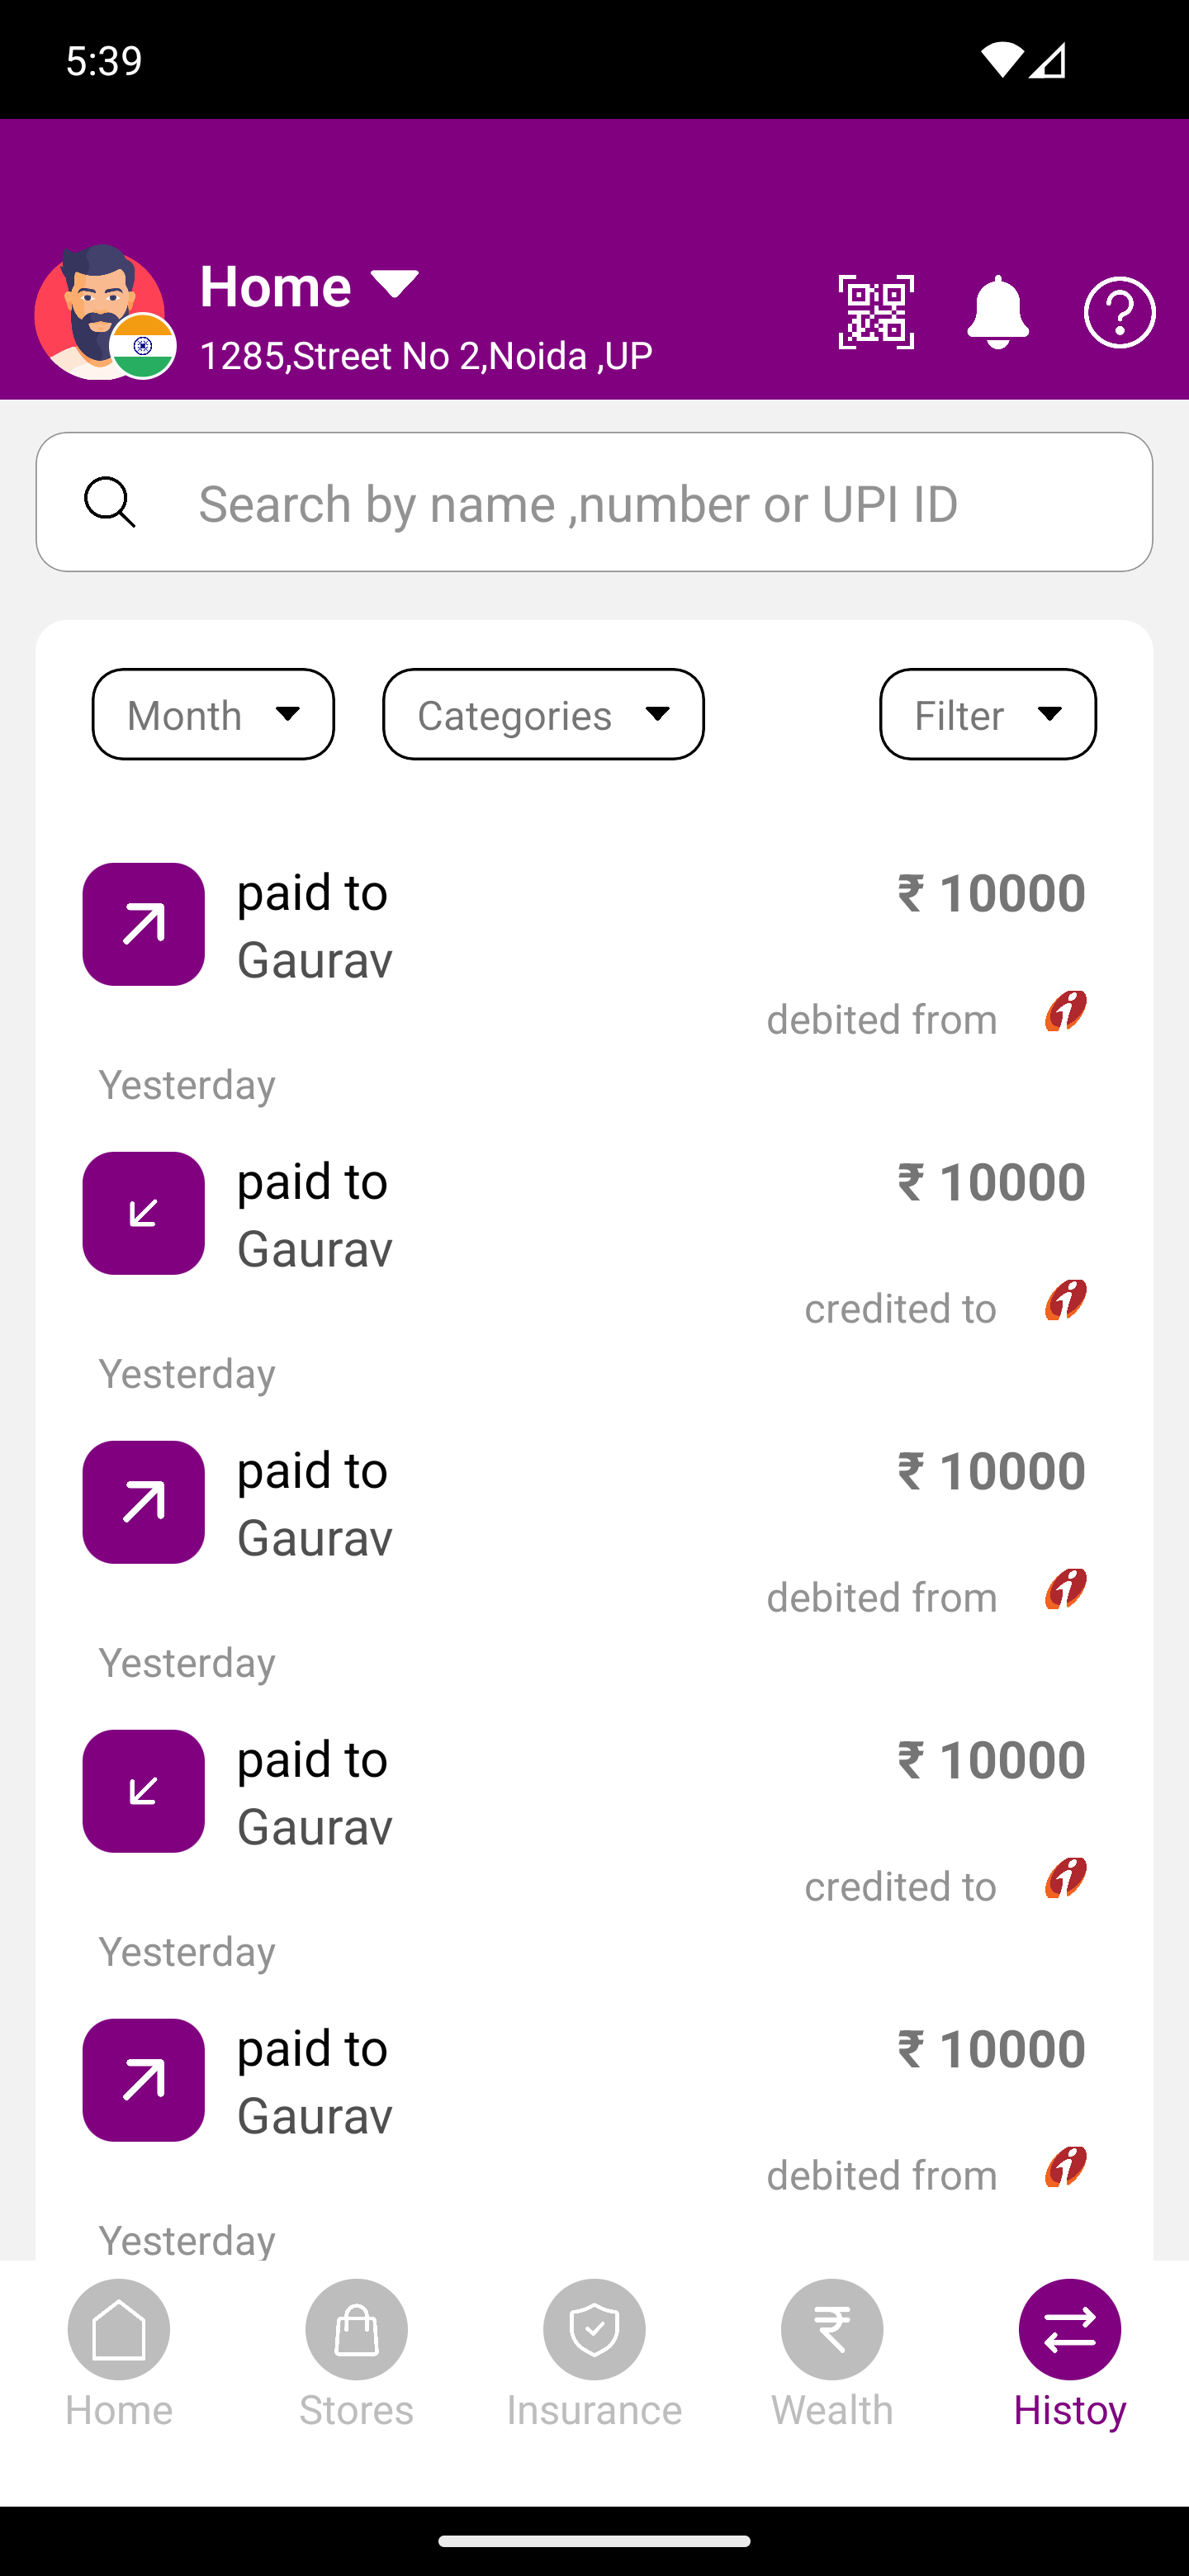 5:39
Home
1285,Street No 2,Noida ,UP
Search by name ,number or UPI ID
Month Categories Filter
paid to ₹ 10000
Gaurav
debited from
Yesterday
paid to ₹ 10000
Gaurav
credited to
Yesterday
paid to ₹ 10000
Gaurav
debited from
Yesterday
paid to ₹ 10000
Gaurav
credited to
Yesterday
paid to ₹ 10000
Gaurav
debited from
Yesterday
Home Stores Insurance Wealth Histoy